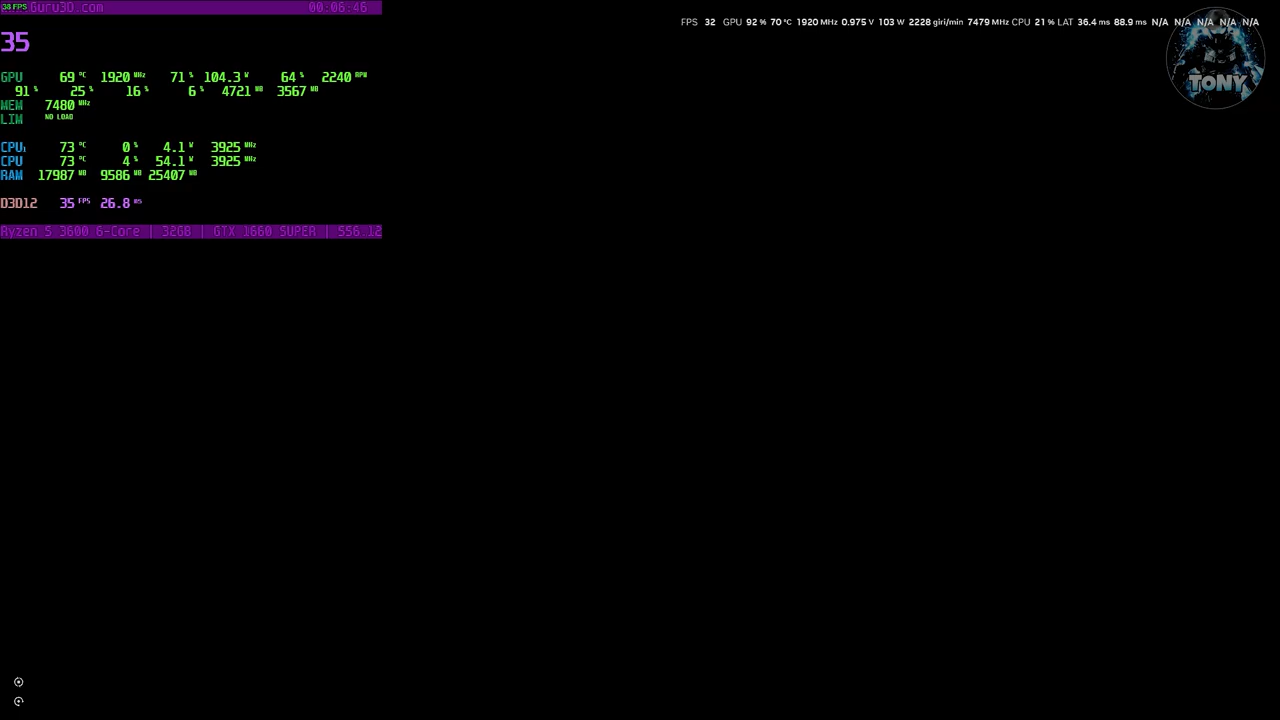 38 FPS
Guru3D.com 00:06:46
FPS 32 GPU 92 % 70 °C 1920 MHz 0.975 V 103 W 2228 giri/min 7479 MHz CPU 21 % LAT 36.4 ms 88.9 ms N/A N/A N/A N/A N/A
TONY
35
GPU 69 °C 1920 MHz 71 % 104.3 W 64 % 2240 RPM
91 % 25 % 16 % 6 % 4721 MB 3567 MB
MEM 7480 MHz
LIM NO LOAD
CPU1 73 °C 0 % 4.1 W 3925 MHz
CPU 73 °C 4 % 54.1 W 3925 MHz
RAM 17987 MB 9586 MB 25407 MB
D3D12 35 FPS 26.8 ms
Ryzen 5 3600 6-Core | 32GB | GTX 1660 SUPER | 556.12